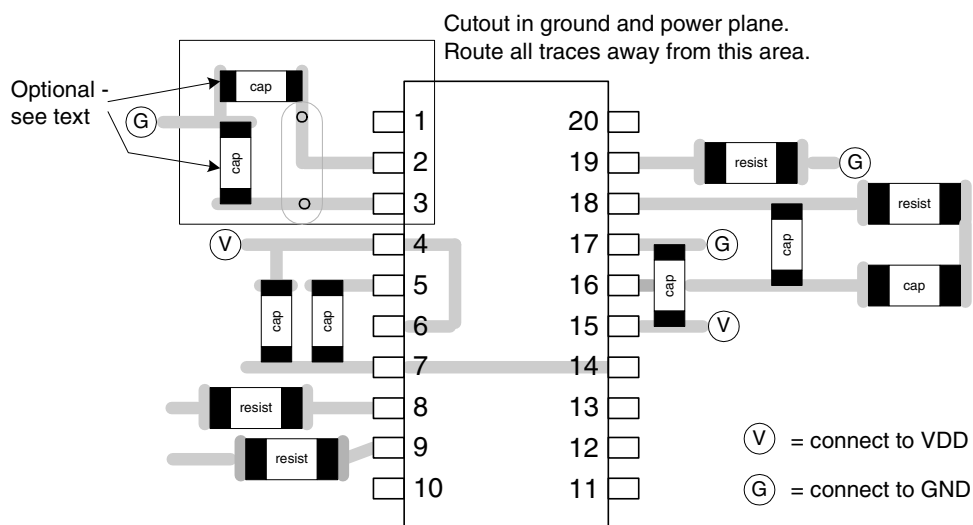 Cutout in ground and power plane.
Route all traces away from this area.
Optional -
see text
cap
G
cap
1
2
3
V
4
5
6
cap
cap
7
resist
8
resist
9
10
20
19
resist
G
18
resist
17
G
cap
cap
16
cap
15
V
14
13
12
11
V = connect to VDD
G = connect to GND